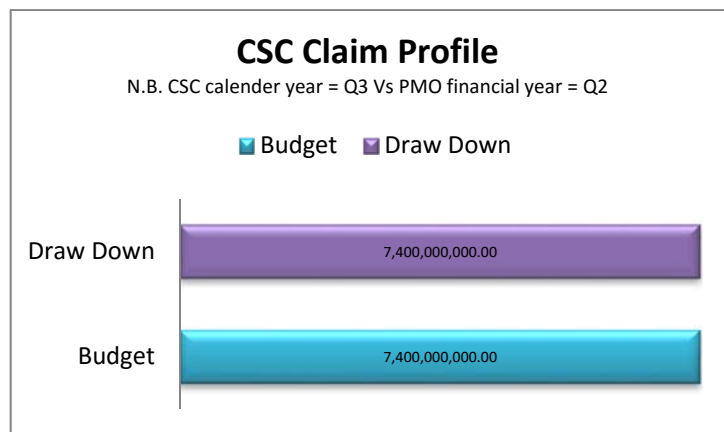 CSC Claim Profile
N.B. CSC calender year = Q3 Vs PMO financial year = Q2
Budget Draw Down
Draw Down 7,400,000,000.00
Budget 7,400,000,000.00